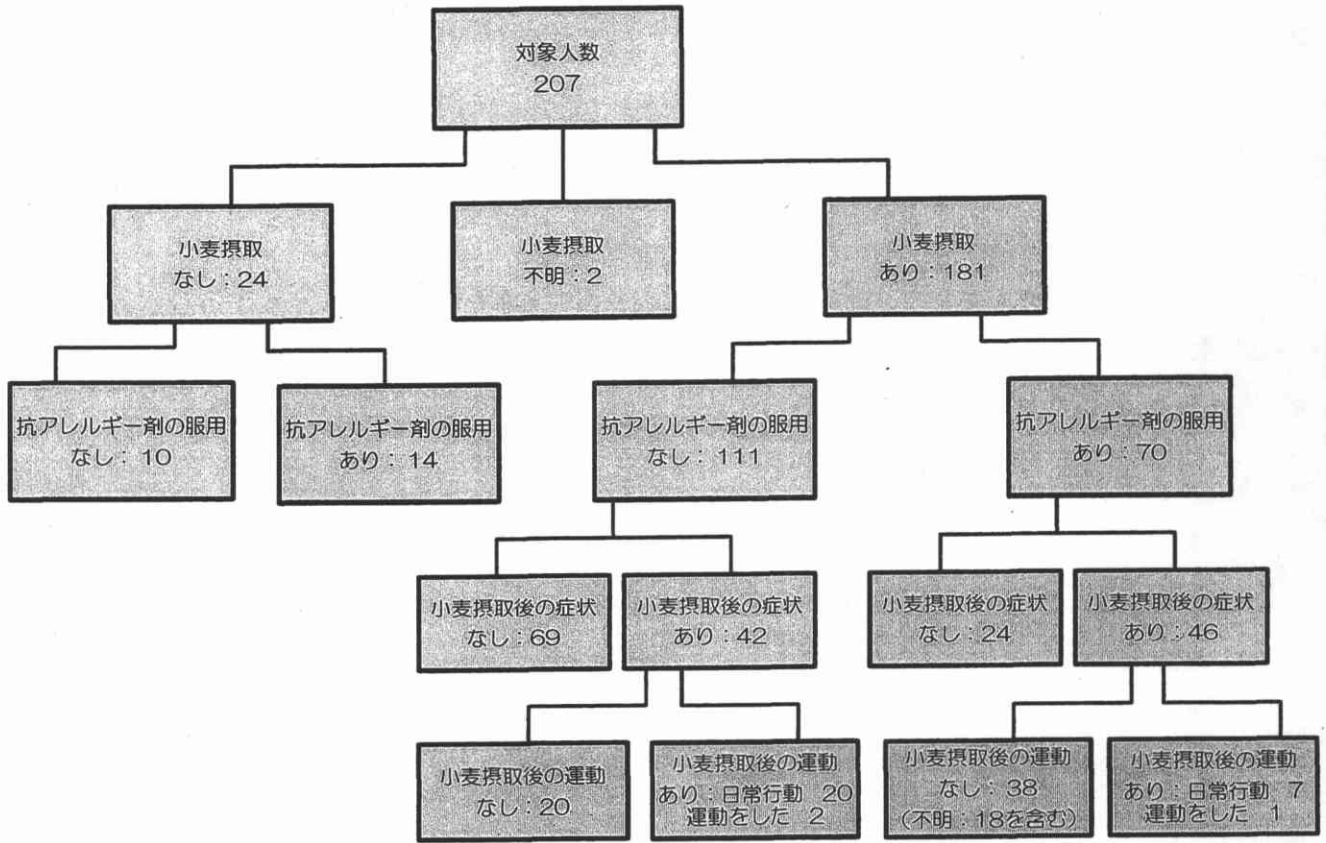 対象人数
207
小麦摂取
なし：24
小麦摂取
不明：2
小麦摂取
あり：181
抗アレルギー剤の服用
なし：10
抗アレルギー剤の服用
あり：14
抗アレルギー剤の服用
なし：111
抗アレルギー剤の服用
あり：70
小麦摂取後の症状
なし：69
小麦摂取後の症状
あり：42
小麦摂取後の症状
なし：24
小麦摂取後の症状
あり：46
小麦摂取後の運動
なし：20
小麦摂取後の運動
あり：日常行動 20
運動をした 2
小麦摂取後の運動
なし：38
（不明：18を含む）
小麦摂取後の運動
あり：日常行動 7
運動をした 1